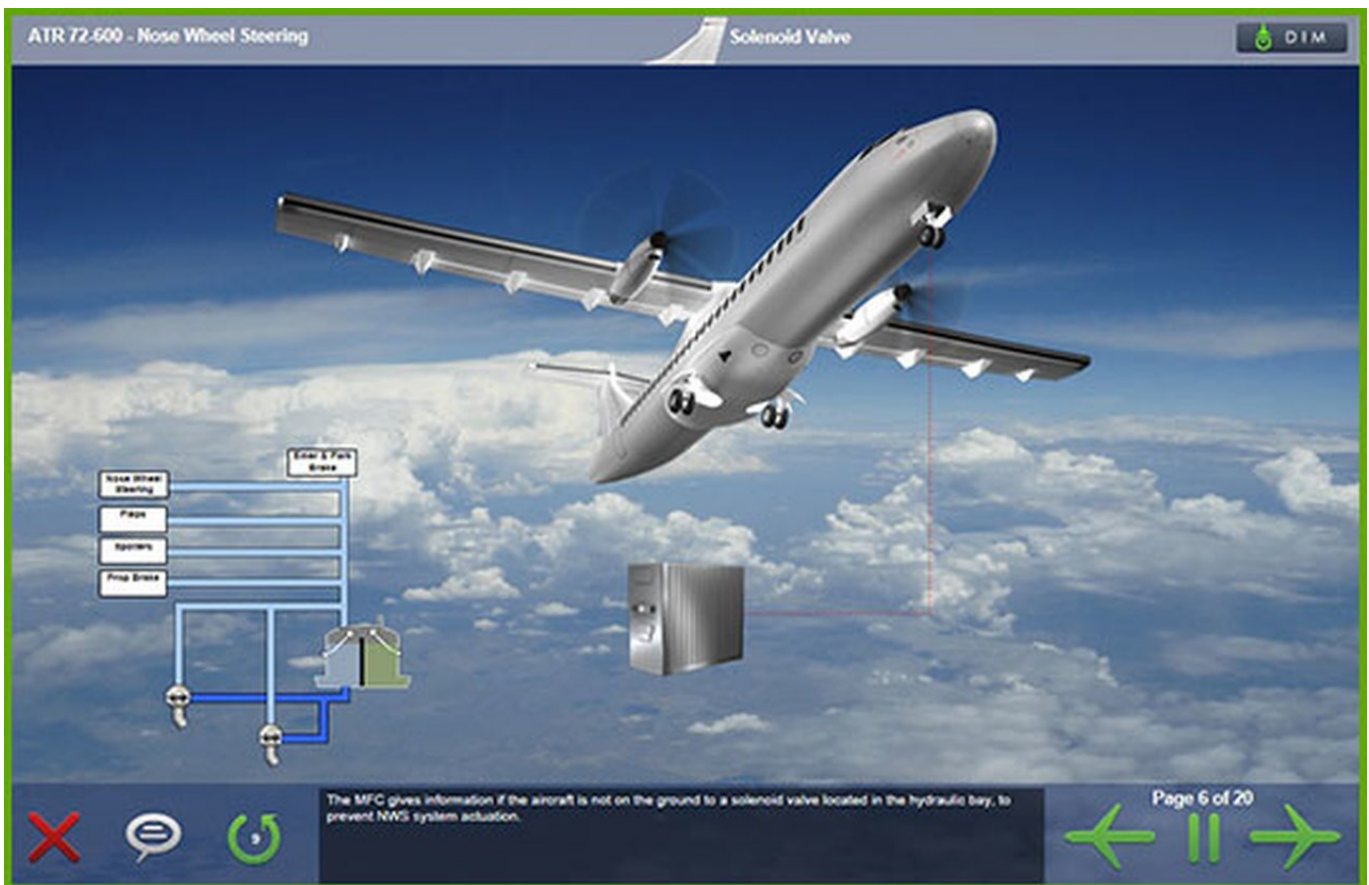 ATR 72-600 - Nose Wheel Steering
Solenoid Valve
DIM
Emer & Park
Brake
Nose Wheel
Steering
Flaps
Spoilers
Prop Brake
The MFC gives information if the aircraft is not on the ground to a solenoid valve located in the hydraulic bay, to
prevent NWS system actuation.
Page 6 of 20